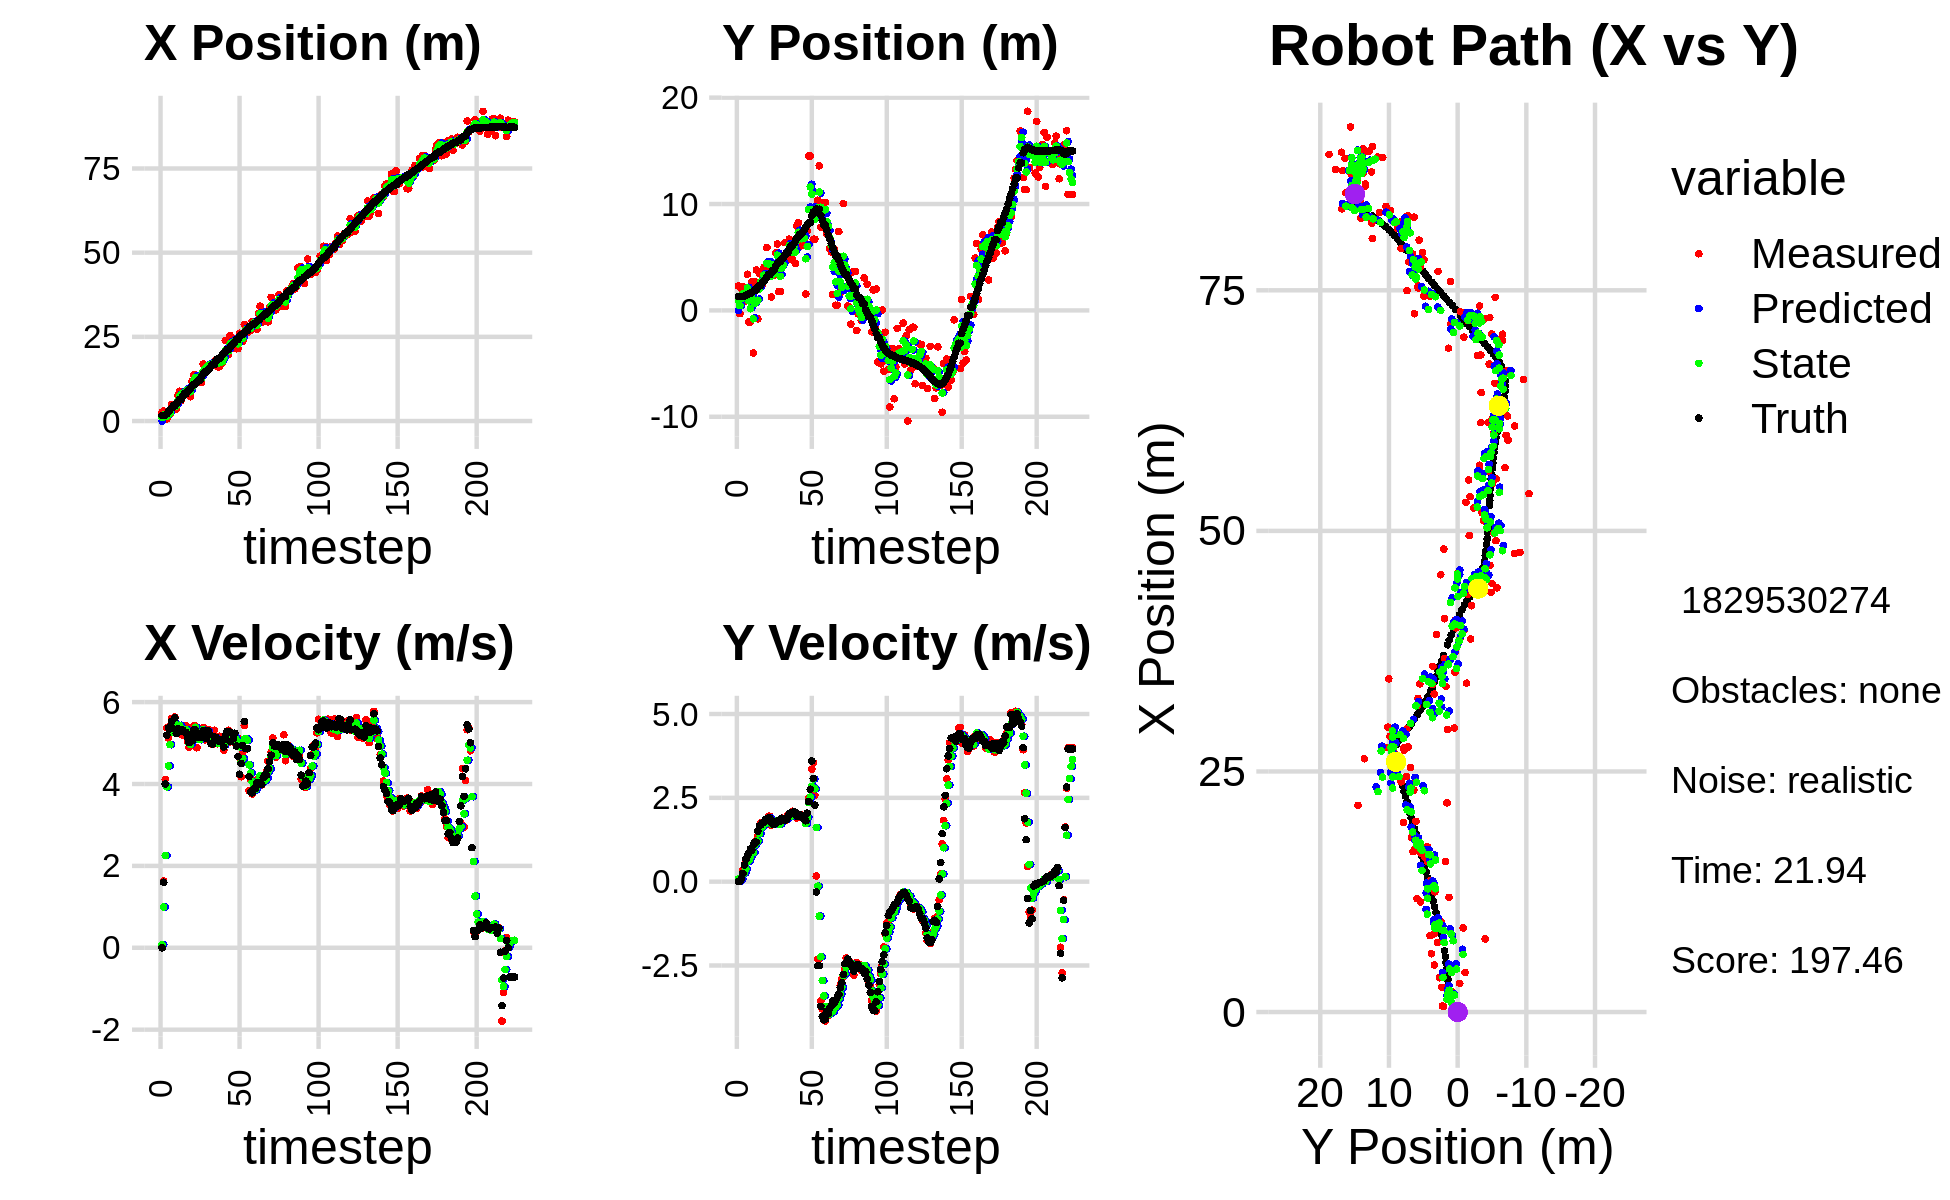 X Position (m)
75
50
25
0
0
50
100
150
200
timestep
Y Position (m)
20
10
0
-10
0
50
100
150
200
timestep
X Velocity (m/s)
6
4
2
0
-2
0
50
100
150
200
timestep
Y Velocity (m/s)
5.0
2.5
0.0
-2.5
0
50
100
150
200
timestep
Robot Path (X vs Y)
X Position (m)
75
50
25
0
20 10 0 -10 -20
Y Position (m)
variable
Measured
Predicted
State
Truth
1829530274
Obstacles: none
Noise: realistic
Time: 21.94
Score: 197.46